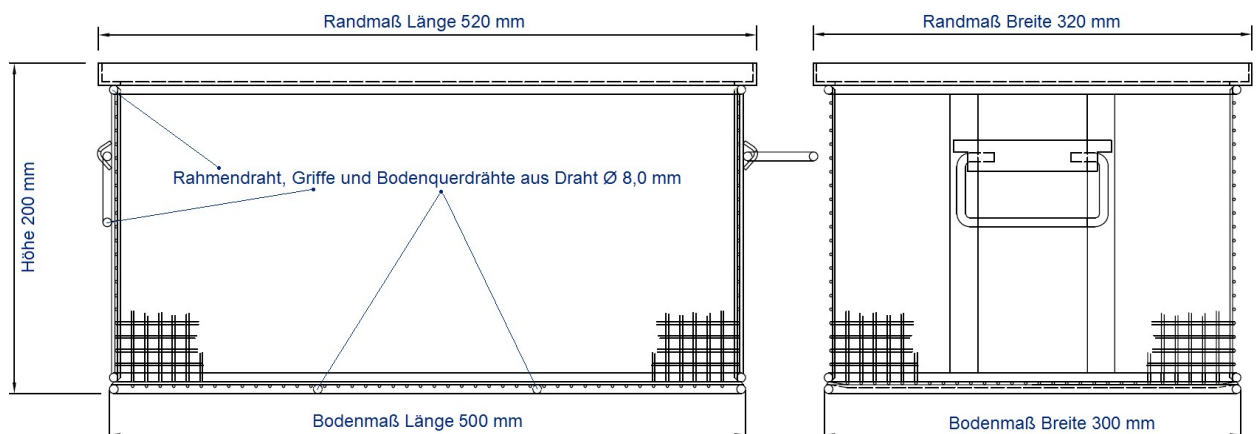 Randmaß Länge 520 mm
Randmaß Breite 320 mm
Höhe 200 mm
Rahmendraht, Griffe und Bodenquerdrähte aus Draht Ø 8,0 mm
Bodenmaß Länge 500 mm
Bodenmaß Breite 300 mm